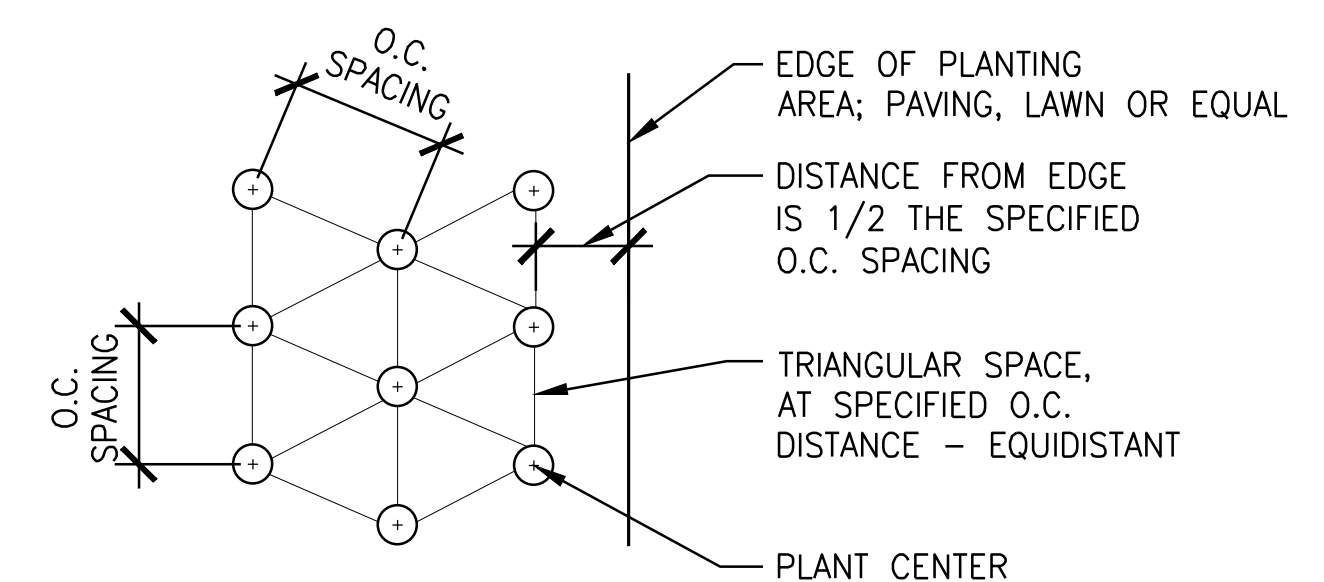 O.C.
SPACING
EDGE OF PLANTING
AREA; PAVING, LAWN OR EQUAL
DISTANCE FROM EDGE
IS 1/2 THE SPECIFIED
O.C. SPACING
O.C.
SPACING
TRIANGULAR SPACE,
AT SPECIFIED O.C.
DISTANCE – EQUIDISTANT
PLANT CENTER